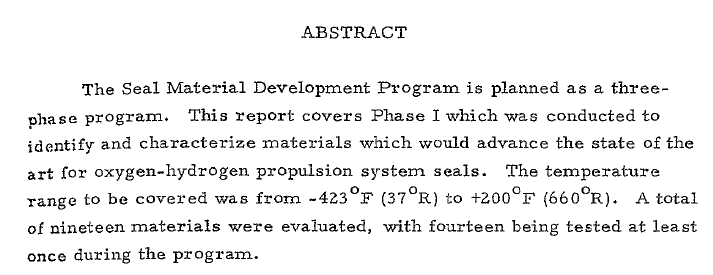 ABSTRACT
The Seal Material Development Program is planned as a three-
phase program. This report covers Phase I which was conducted to
identify and characterize materials which would advance the state of the
art for oxygen-hydrogen propulsion system seals. The temperature
range to be covered was from -423°F (37°R) to +200°F (660°R). A total
of nineteen materials were evaluated, with fourteen being tested at least
once during the program.